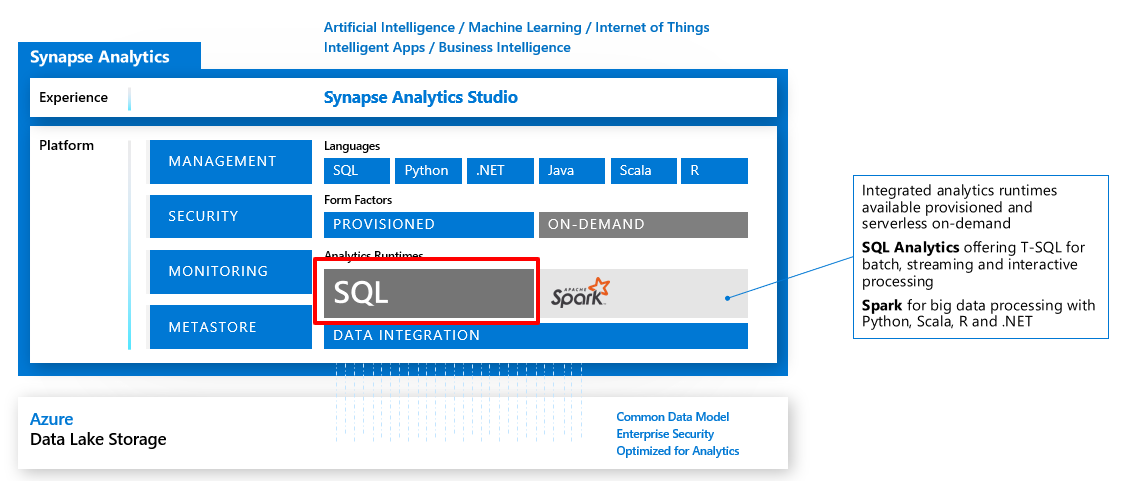 Artificial Intelligence / Machine Learning / Internet of Things
Intelligent Apps / Business Intelligence
Synapse Analytics
Experience
Synapse Analytics Studio
Platform
MANAGEMENT
SECURITY
MONITORING
METASTORE
Languages
SQL
Python
.NET
Java
Scala
R
Form Factors
PROVISIONED
ON-DEMAND
Analytics Runtimes
SQL
APACHE
Spark
DATA INTEGRATION
Integrated analytics runtimes
available provisioned and
serverless on-demand
SQL Analytics offering T-SQL for
batch, streaming and interactive
processing
Spark for big data processing with
Python, Scala, R and .NET
Azure
Data Lake Storage
Common Data Model
Enterprise Security
Optimized for Analytics